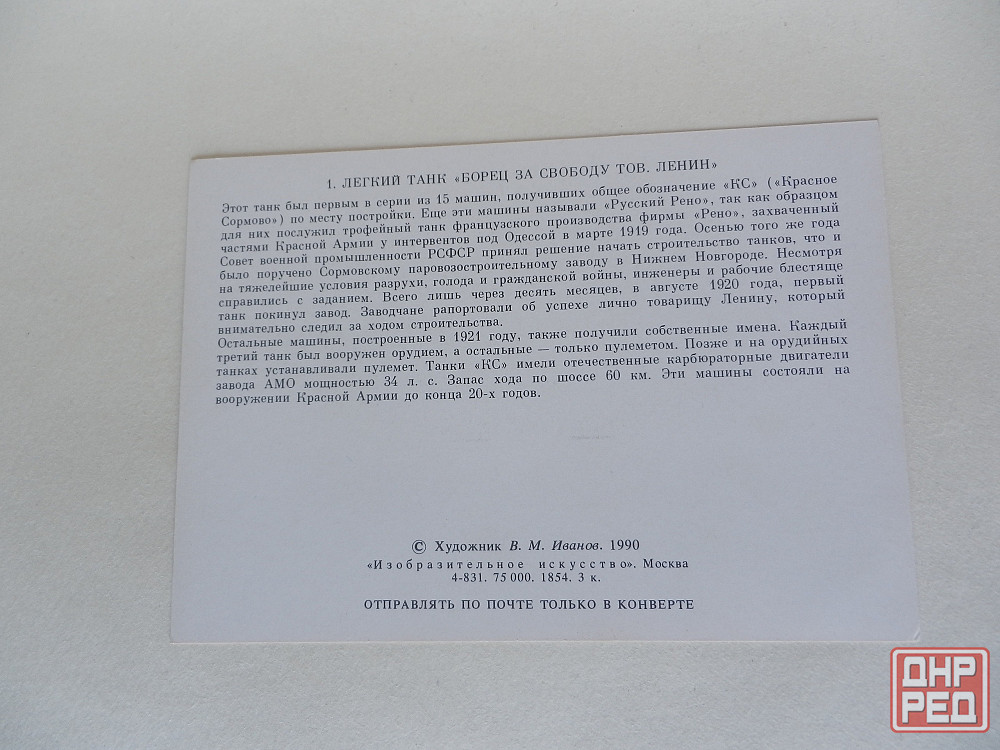 1. ЛЕГКИЙ ТАНК «БОРЕЦ ЗА СВОБОДУ ТОВ. ЛЕНИН»
Этот танк был первым в серии из 15 машин, получивших общее обозначение «КС» («Красное
Сормово») по месту постройки. Еще эти машины называли «Русский Рено», так как образцом
для них послужил трофейный танк французского производства фирмы «Рено», захваченный
частями Красной Армии у интервентов под Одессой в марте 1919 года. Осенью того же года
Совет военной промышленности РСФСР принял решение начать строительство танков, что и
было поручено Сормовскому паровозостроительному заводу в Нижнем Новгороде. Несмотря
на тяжелейшие условия разрухи, голода и гражданской войны, инженеры и рабочие блестяще
справились с заданием. Всего лишь через десять месяцев, в августе 1920 года, первый
танк покинул завод. Заводчане рапортовали об успехе лично товарищу Ленину, который
внимательно следил за ходом строительства.
Остальные машины, построенные в 1921 году, также получили собственные имена. Каждый
третий танк был вооружен орудием, а остальные — только пулеметом. Позже и на орудийных
танках устанавливали пулемет. Танки «КС» имели отечественные карбюраторные двигатели
завода АМО мощностью 34 л. с. Запас хода по шоссе 60 км. Эти машины состояли на
вооружении Красной Армии до конца 20-х годов.
© Художник В. М. Иванов. 1990
«Изобразительное искусство». Москва
4-831. 75 000. 1854. 3 к.
ОТПРАВЛЯТЬ ПО ПОЧТЕ ТОЛЬКО В КОНВЕРТЕ
ДНР
РЕД